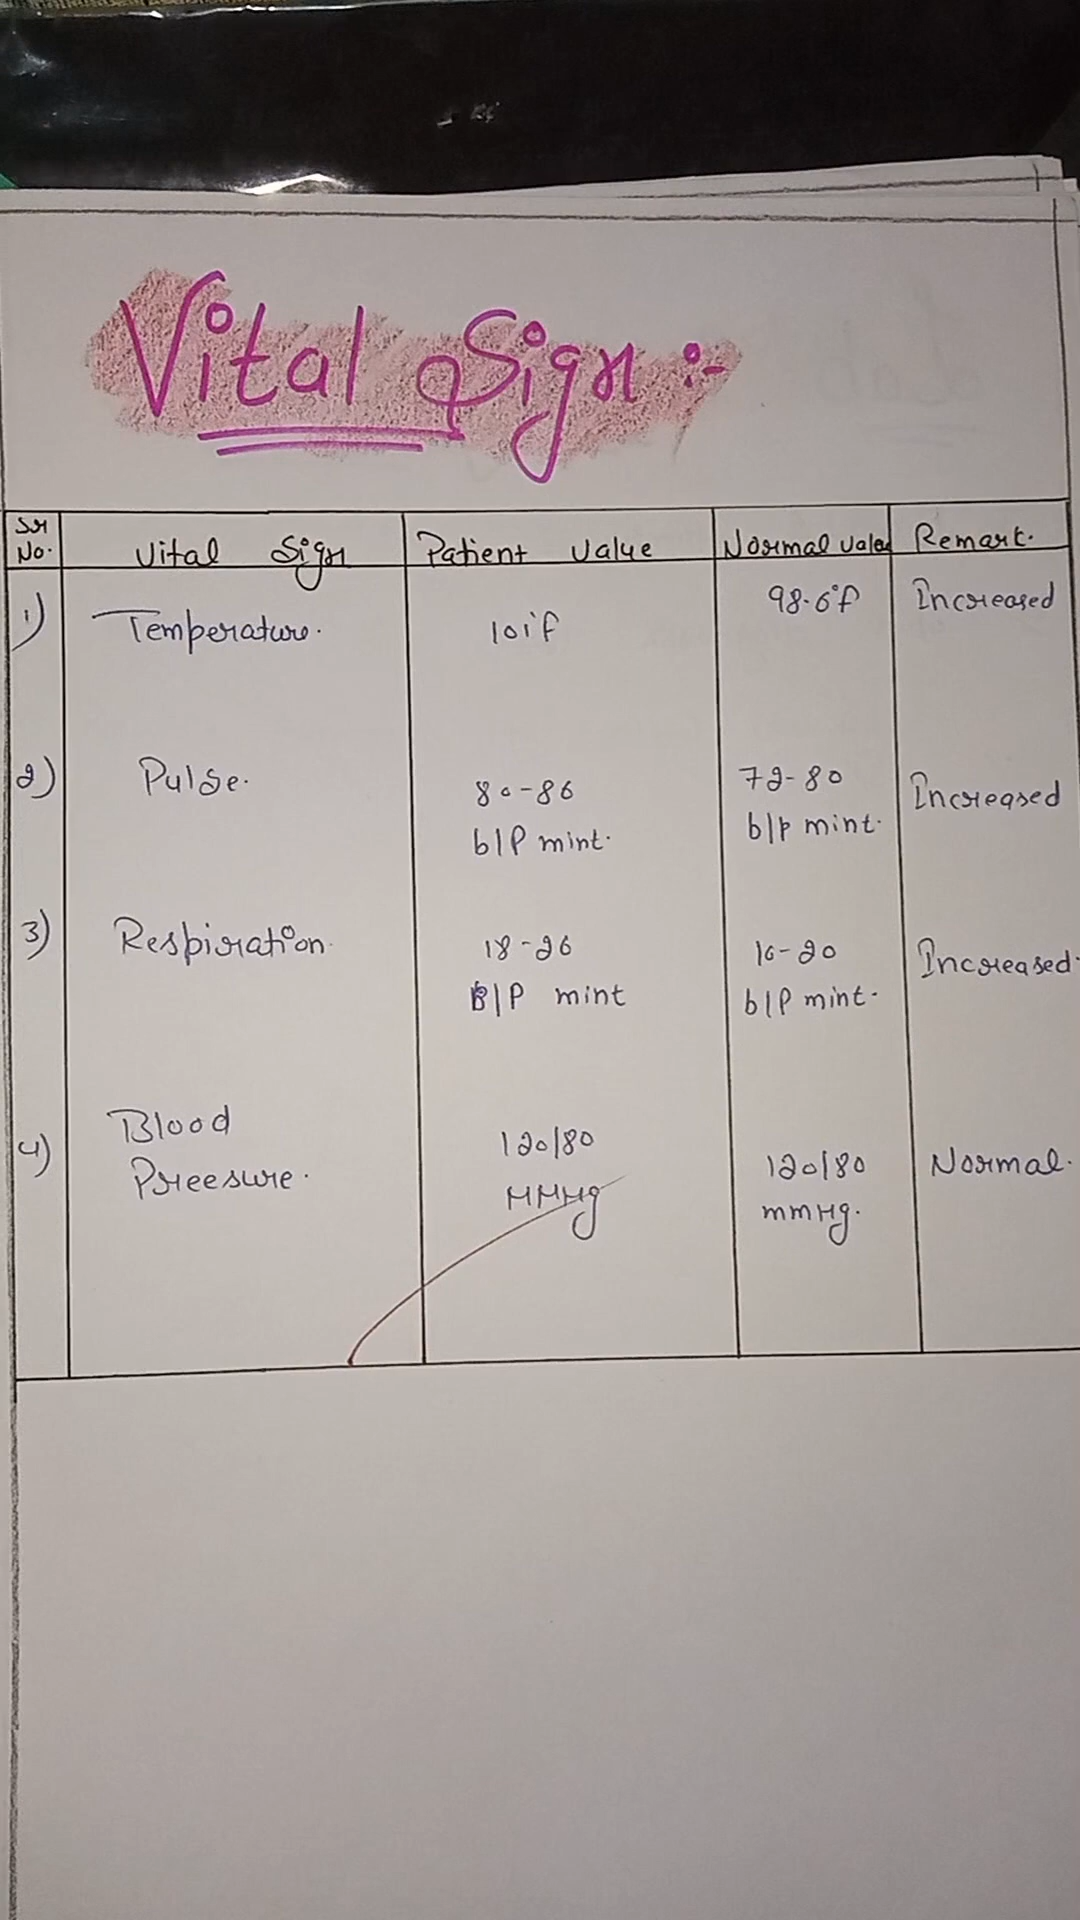 Vital Sign :-
Sr No. Vital Sign Patient Value Normal value Remark.
1) Temperature. 101°f 98.6°f Increased
2) Pulse. 80-86 72-80 Increased
b/P mint. b/p mint.
3) Respiration. 18-26 16-20 Increased.
B/P mint b/P mint.
4) Blood 120/80 120/80 Normal.
Preesure. MMHg mmHg.